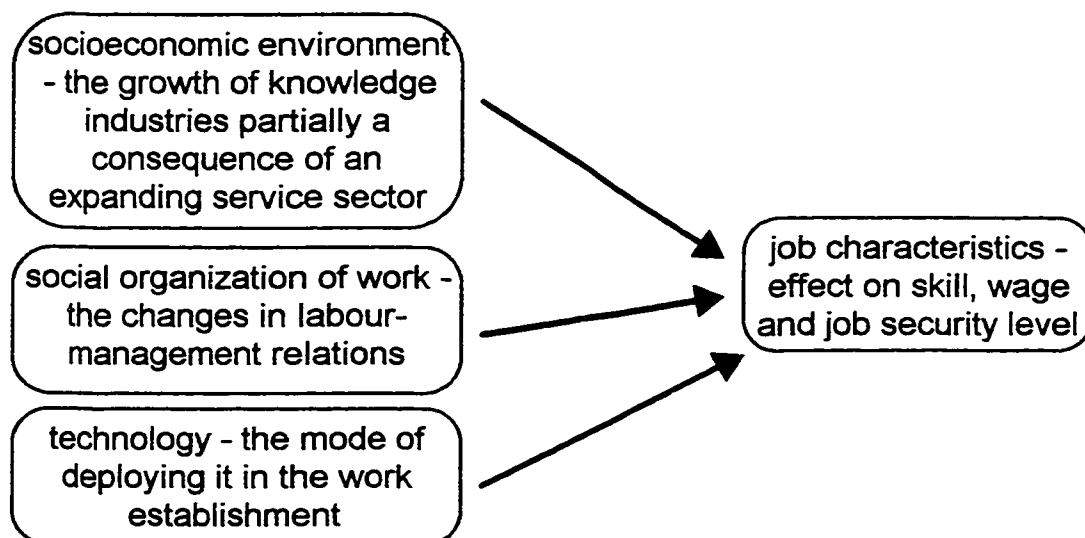 socioeconomic environment
- the growth of knowledge
industries partially a
consequence of an
expanding service sector
social organization of work -
the changes in labour-
management relations
technology - the mode of
deploying it in the work
establishment
job characteristics -
effect on skill, wage
and job security level